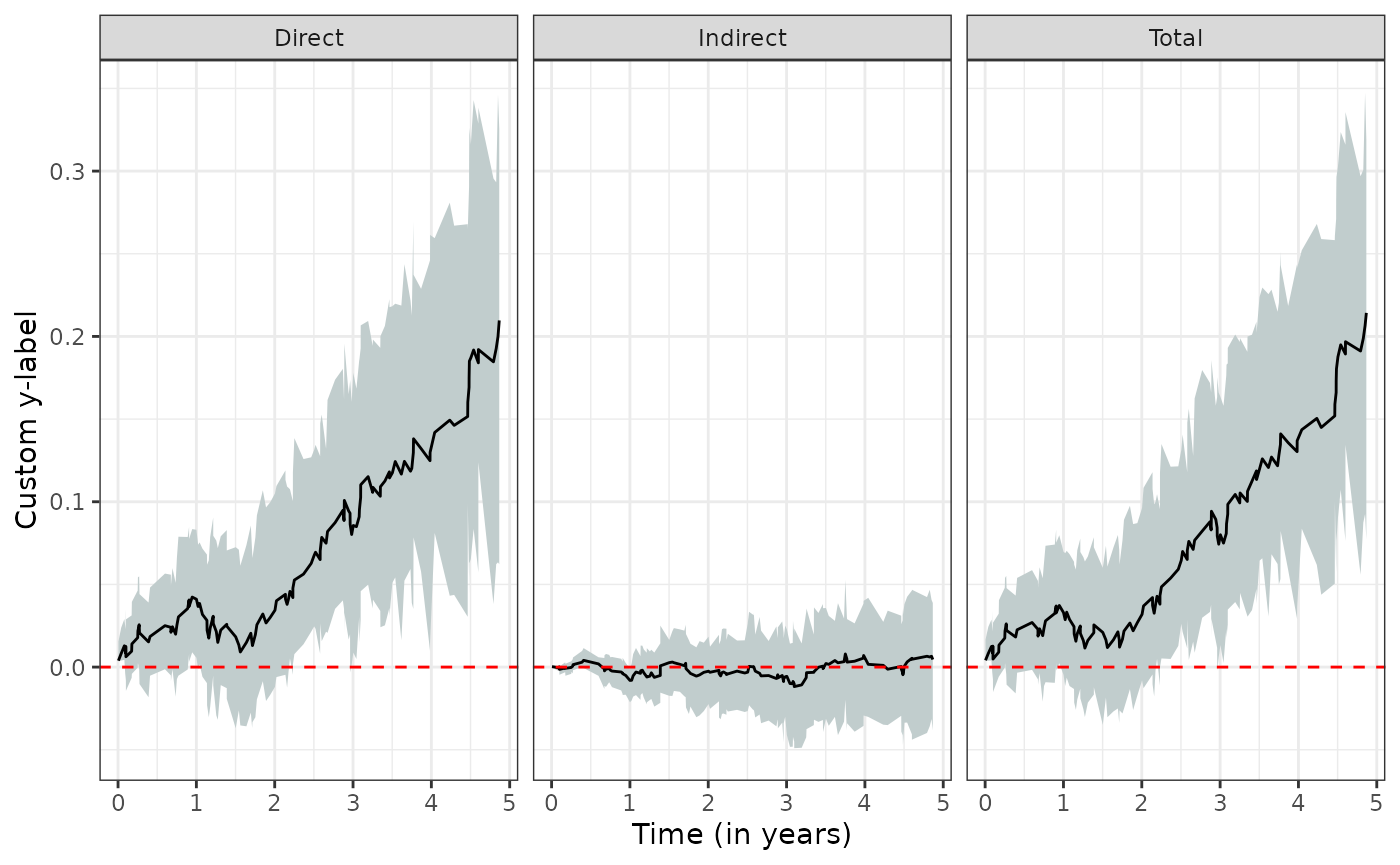 Direct Indirect Total
0.3
0.2
0.1
0.0
Custom y-label
0 1 2 3 4 5 0 1 2 3 4 5 0 1 2 3 4 5
Time (in years)